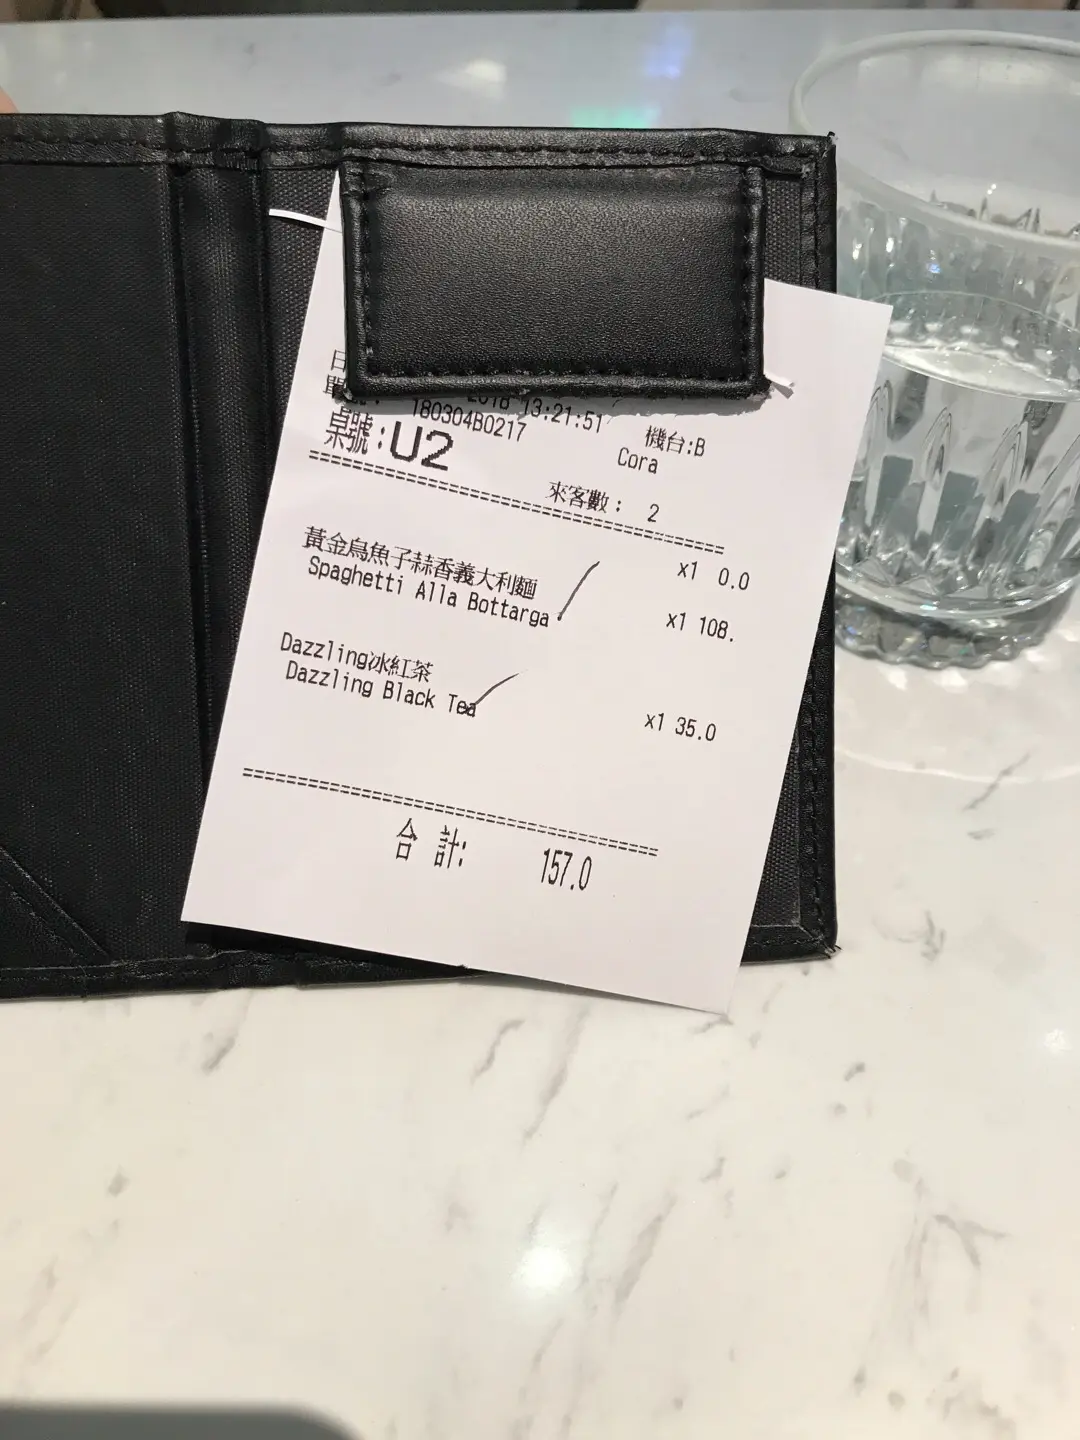 2018 13:21:51 機台:B
180304B0217 Cora
桌號:U2
來客數: 2
========================================
x1 0.0
黃金烏魚子蒜香義大利麵
Spaghetti Alla Bottarga x1 108.
Dazzling冰紅茶
Dazzling Black Tea x1 35.0
========================================
合 計: 157.0